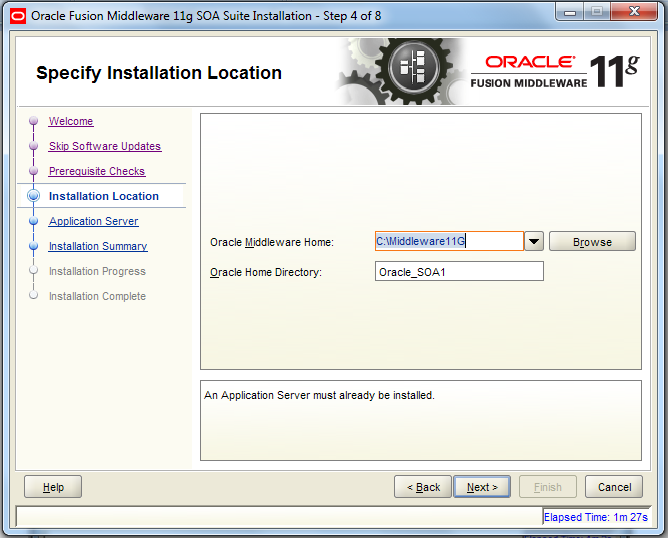 Oracle Fusion Middleware 11g SOA Suite Installation - Step 4 of 8
Specify Installation Location
ORACLE
FUSION MIDDLEWARE 11g
Welcome
Skip Software Updates
Prerequisite Checks
Installation Location
Application Server
Installation Summary
Installation Progress
Installation Complete
Oracle Middleware Home: C:\Middleware11G Browse
Oracle Home Directory: Oracle_SOA1
An Application Server must already be installed.
Help < Back Next > Finish Cancel
Elapsed Time: 1m 27s